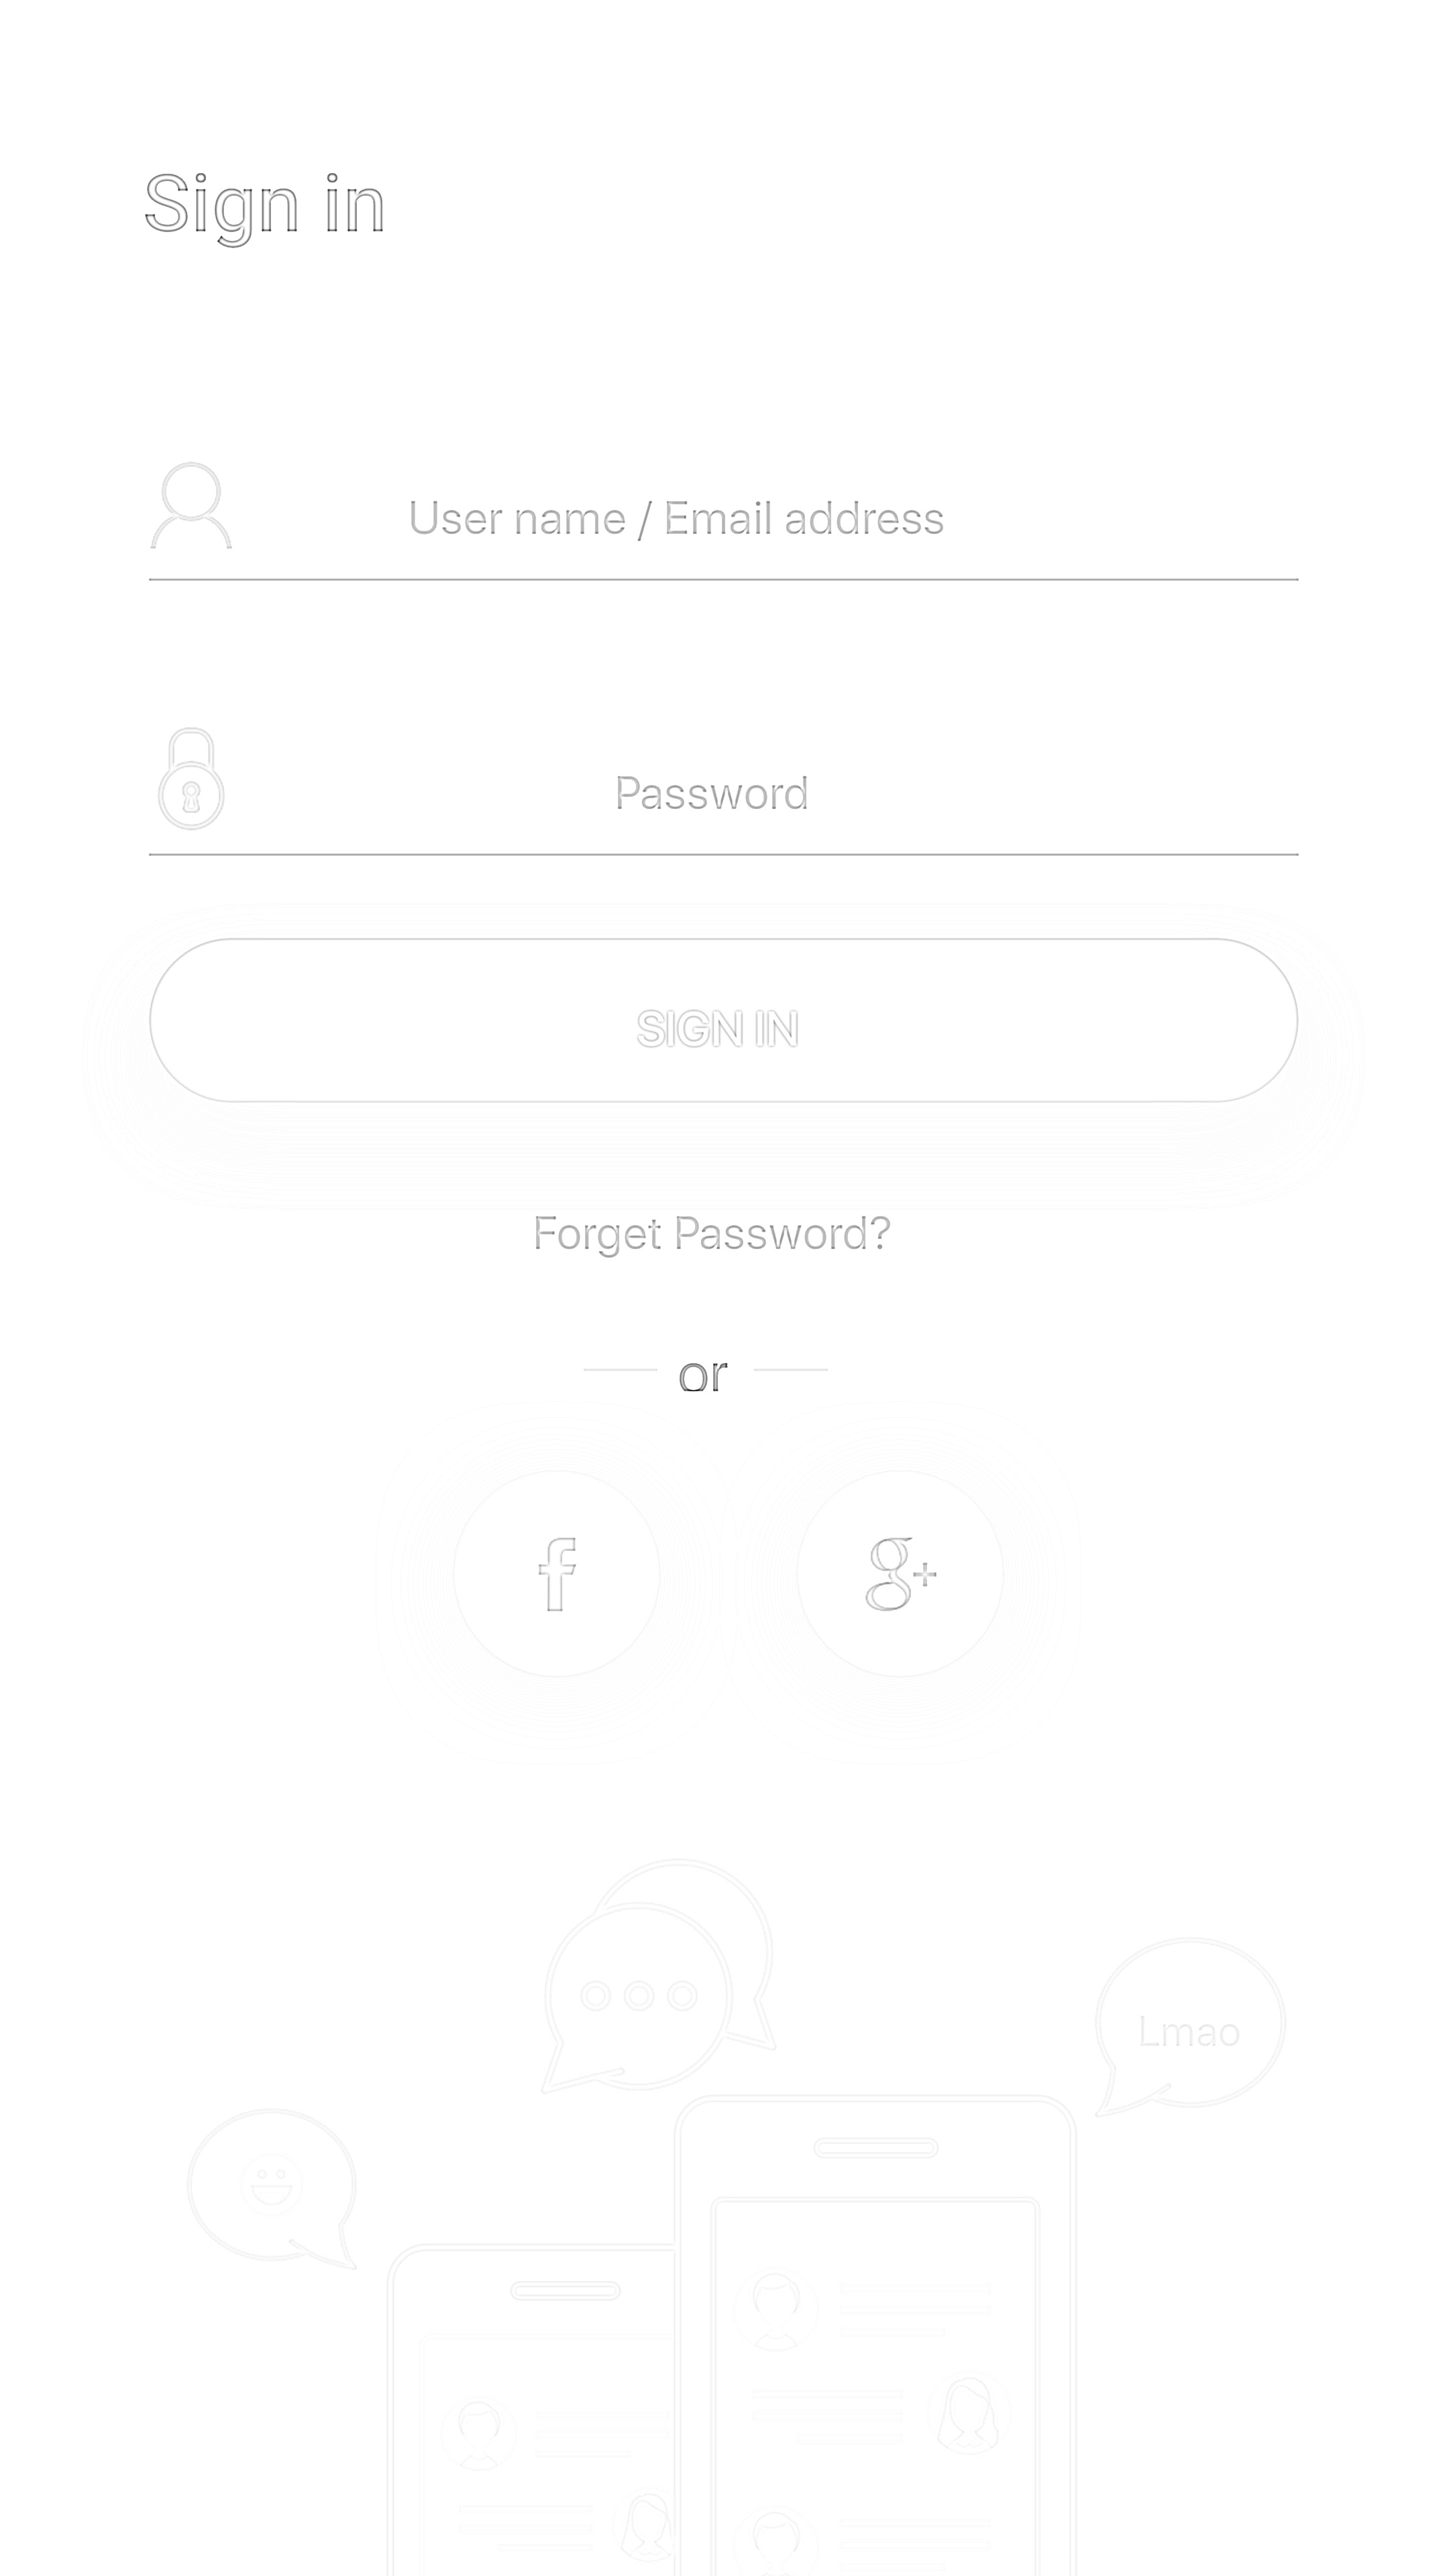 Sign in
User name / Email address
Password
SIGN IN
Forget Password?
or
f g+
Lmao